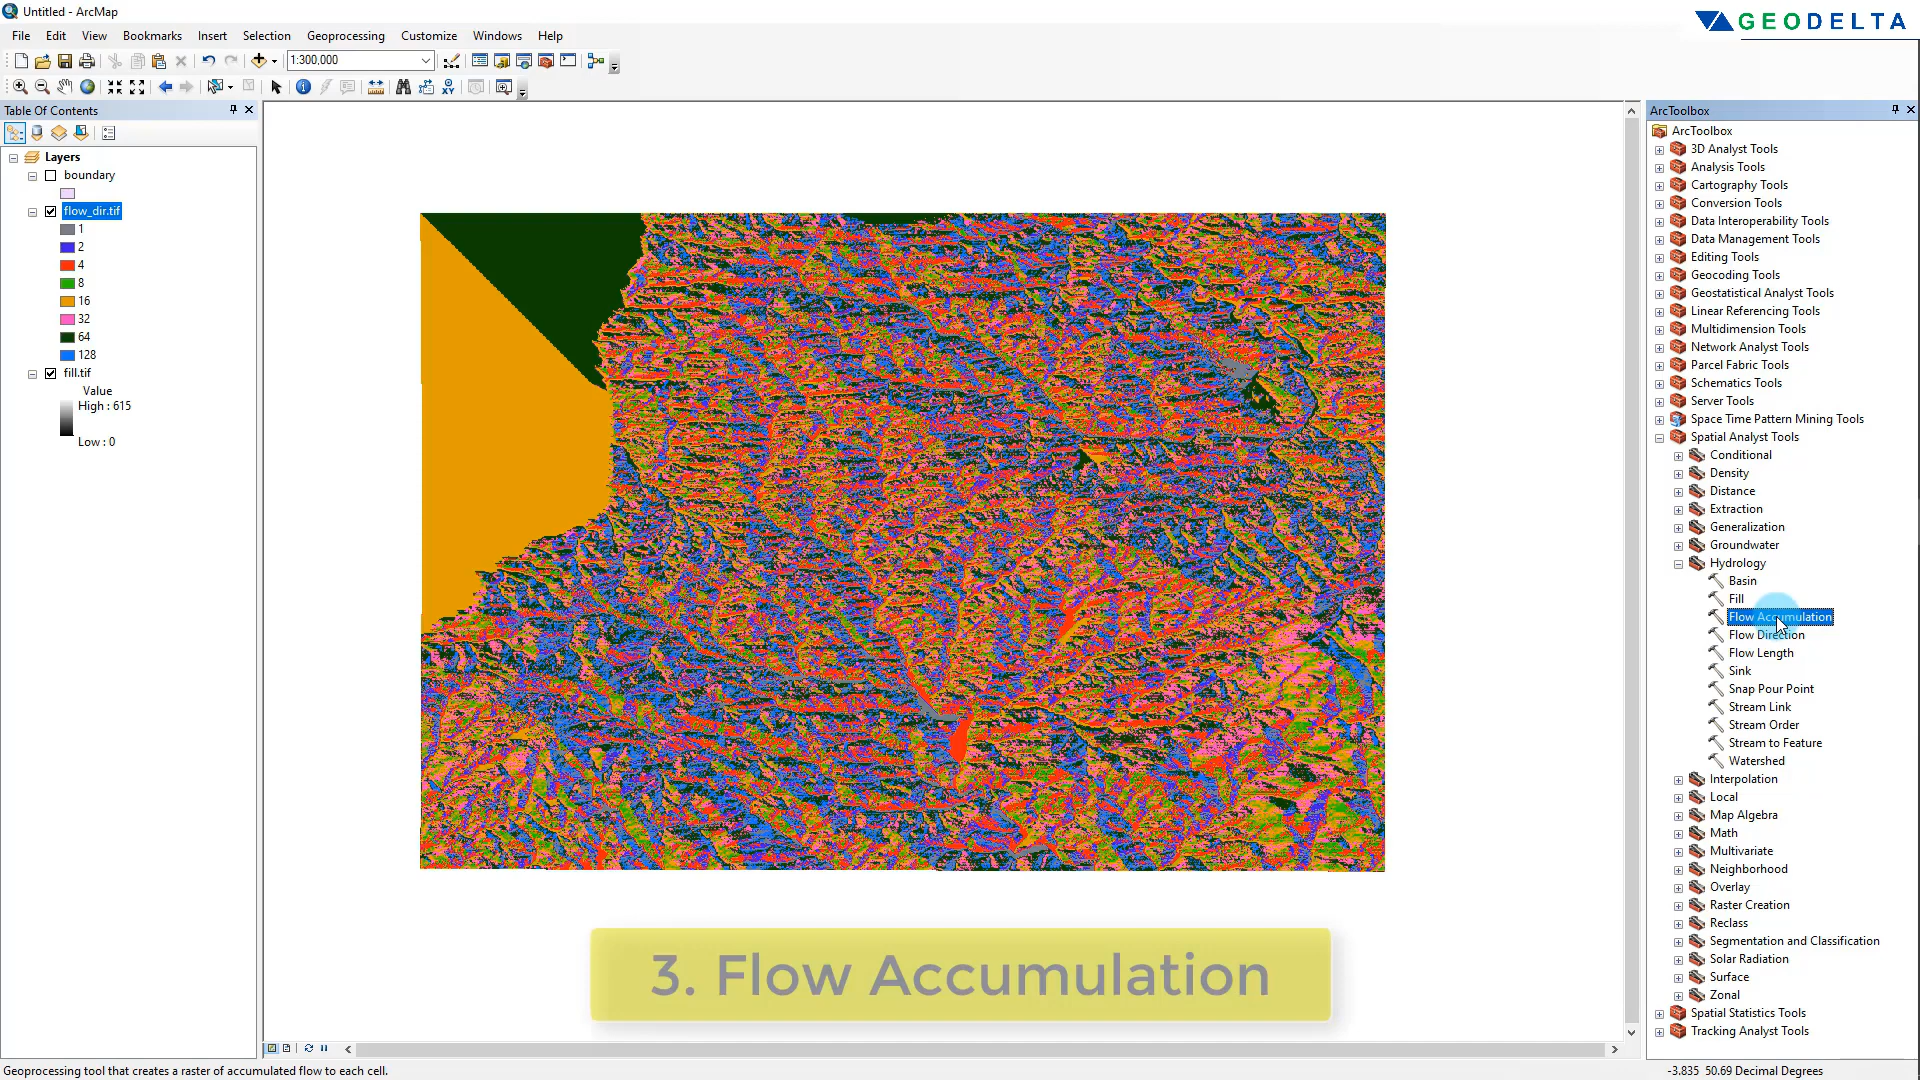 Untitled - ArcMap
GEODELTA
File Edit View Bookmarks Insert Selection Geoprocessing Customize Windows Help
1:300,000
Table Of Contents
Layers
boundary
flow_dir.tif
1
2
4
8
16
32
64
128
fill.tif
Value
High : 615
Low : 0
3. Flow Accumulation
ArcToolbox
ArcToolbox
3D Analyst Tools
Analysis Tools
Cartography Tools
Conversion Tools
Data Interoperability Tools
Data Management Tools
Editing Tools
Geocoding Tools
Geostatistical Analyst Tools
Linear Referencing Tools
Multidimension Tools
Network Analyst Tools
Parcel Fabric Tools
Schematics Tools
Server Tools
Space Time Pattern Mining Tools
Spatial Analyst Tools
Conditional
Density
Distance
Extraction
Generalization
Groundwater
Hydrology
Basin
Fill
Flow Accumulation
Flow Direction
Flow Length
Sink
Snap Pour Point
Stream Link
Stream Order
Stream to Feature
Watershed
Interpolation
Local
Map Algebra
Math
Multivariate
Neighborhood
Overlay
Raster Creation
Reclass
Segmentation and Classification
Solar Radiation
Surface
Zonal
Spatial Statistics Tools
Tracking Analyst Tools
Geoprocessing tool that creates a raster of accumulated flow to each cell.
-3.835 50.69 Decimal Degrees